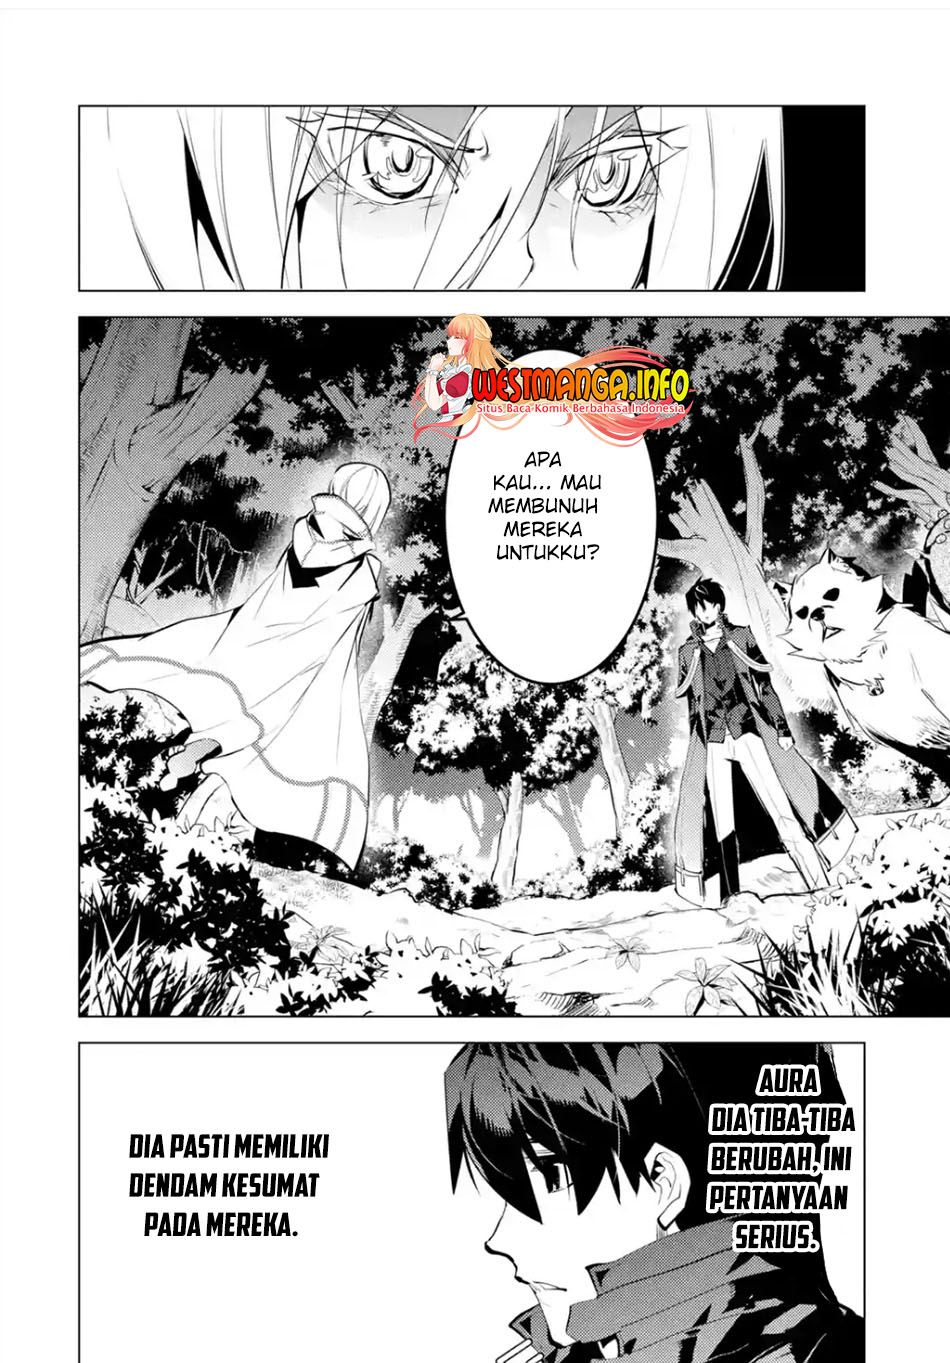 WESTMANGA.INFO
Situs Baca Komik Berbahasa Indonesia
APA
KAU... MAU
MEMBUNUH
MEREKA
UNTUKKU?
AURA
DIA TIBA-TIBA
BERUBAH, INI
PERTANYAAN
SERIUS.
DIA PASTI MEMILIKI
DENDAM KESUMAT
PADA MEREKA.